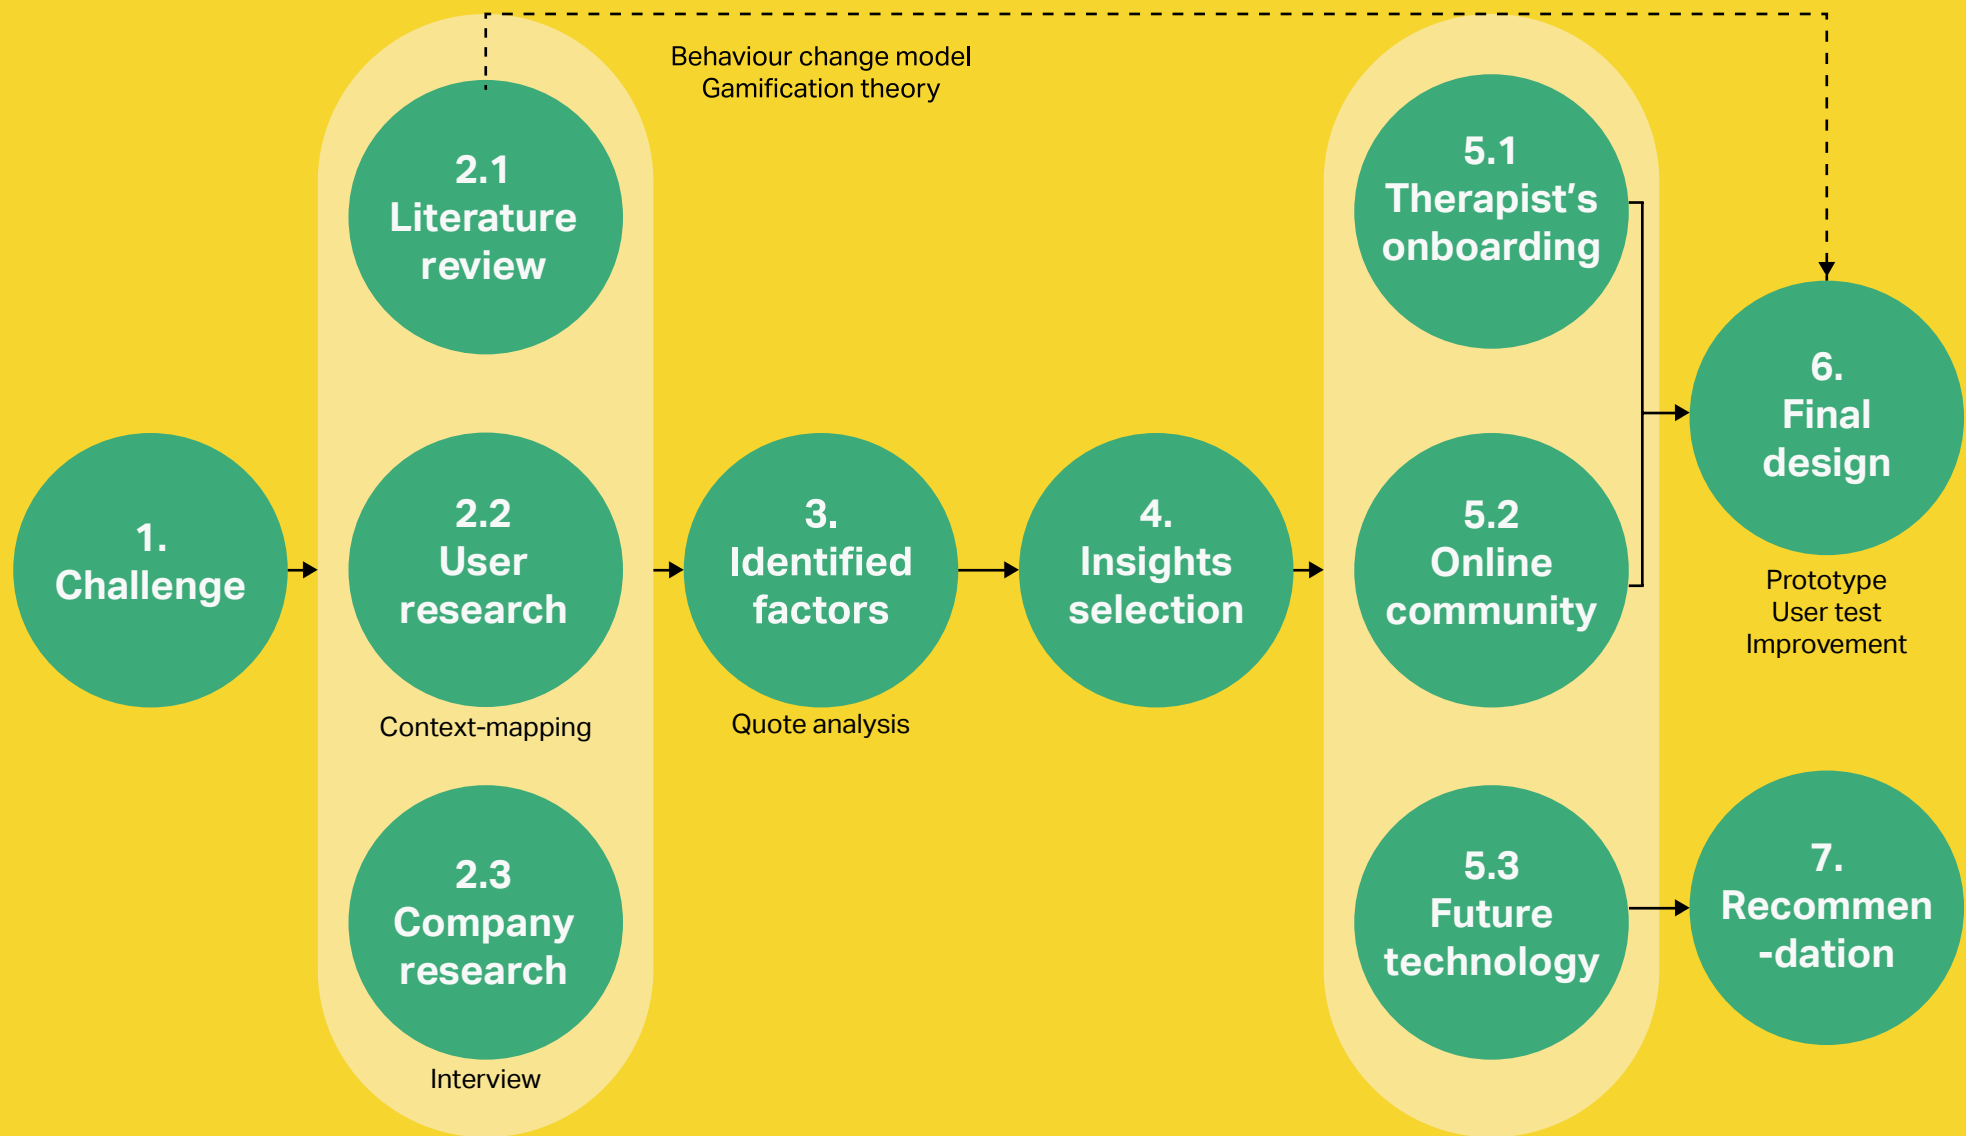 Behaviour change model
Gamification theory
1.
Challenge
2.1
Literature
review
2.2
User
research
Context-mapping
2.3
Company
research
Interview
3.
Identified
factors
Quote analysis
4.
Insights
selection
5.1
Therapist's
onboarding
5.2
Online
community
5.3
Future
technology
6.
Final
design
Prototype
User test
Improvement
7.
Recommen
-dation